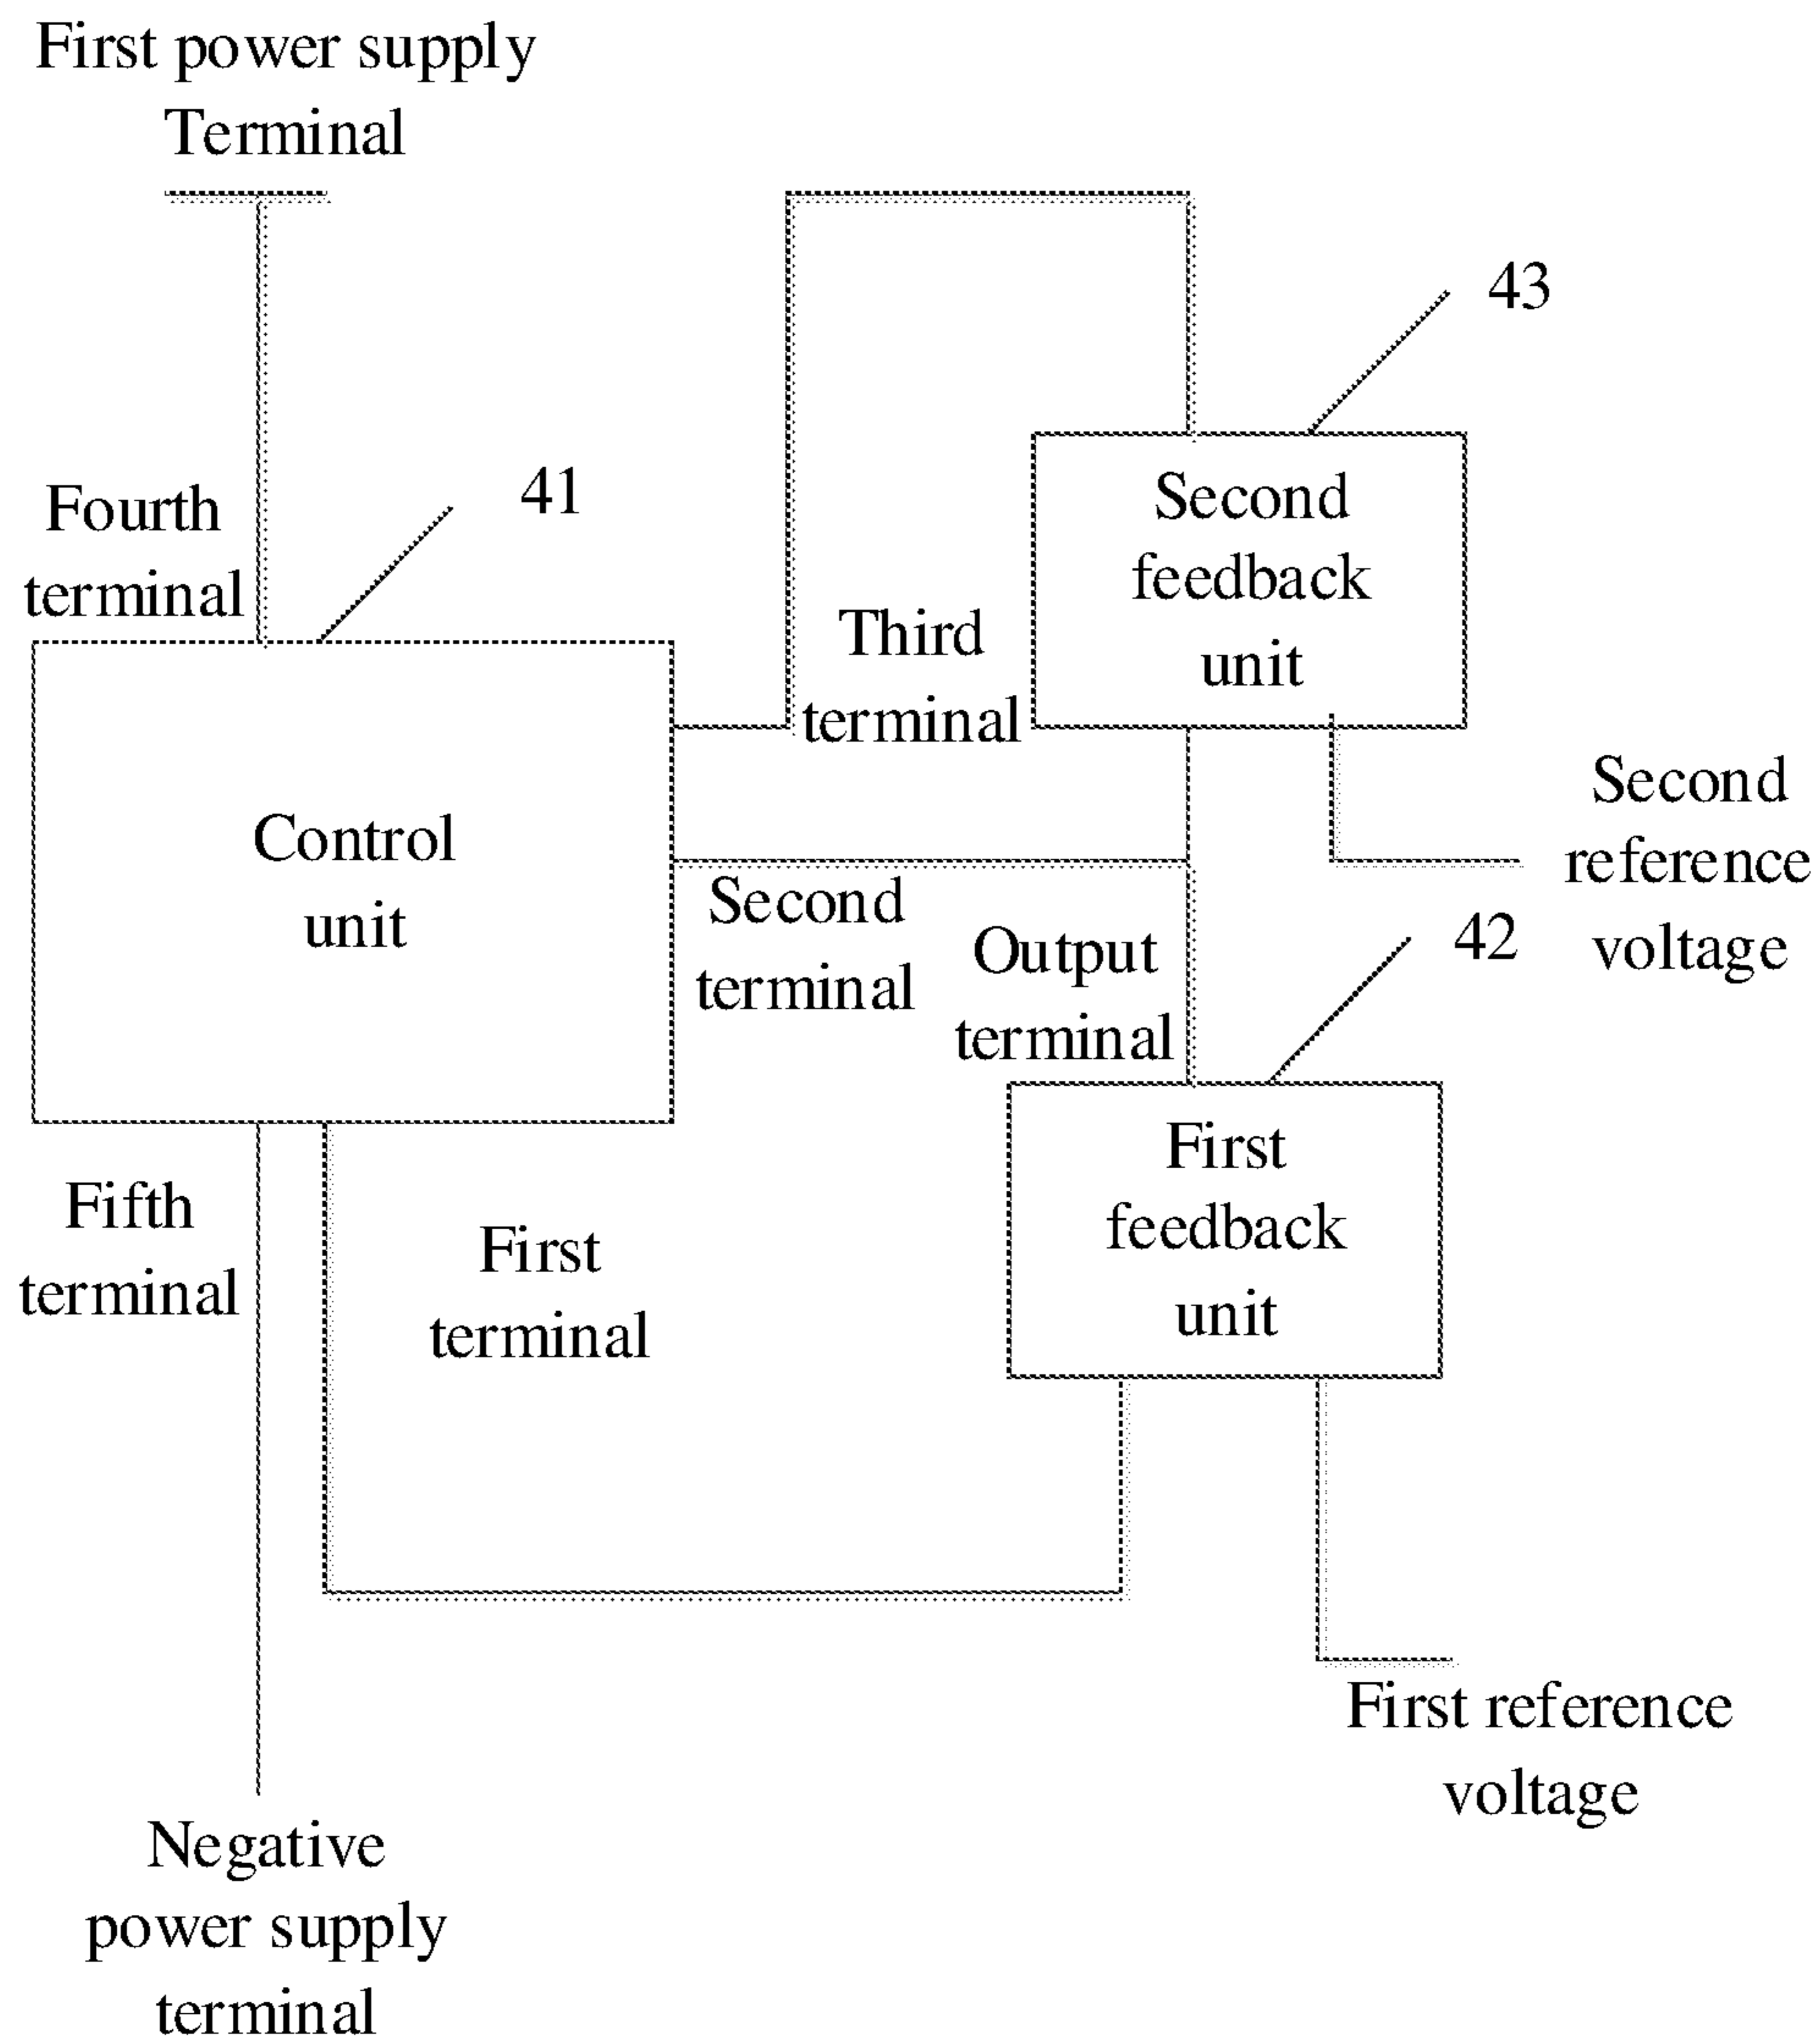 First power supply
Terminal
43
Fourth
terminal
41
Second
feedback
unit
Third
terminal
Control
unit
Second
reference
voltage
Second
terminal
Output
terminal
42
First
feedback
unit
Fifth
terminal
First
terminal
First reference
voltage
Negative
power supply
terminal